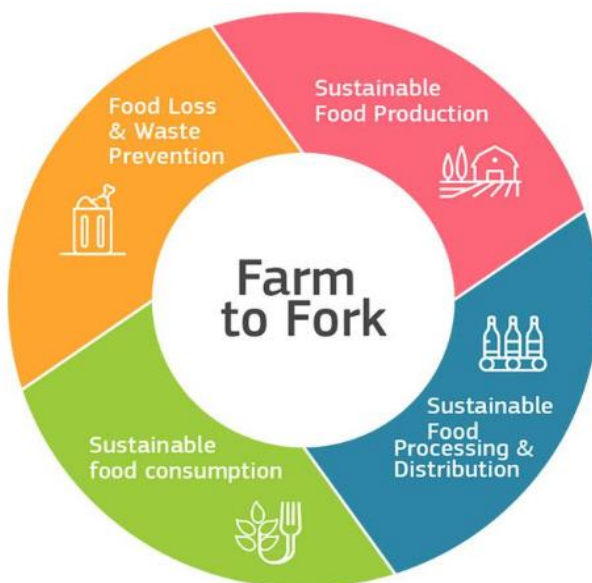 Food Loss
& Waste
Prevention
Sustainable
Food Production
Farm
to Fork
Sustainable
Food
Processing &
Distribution
Sustainable
food consumption